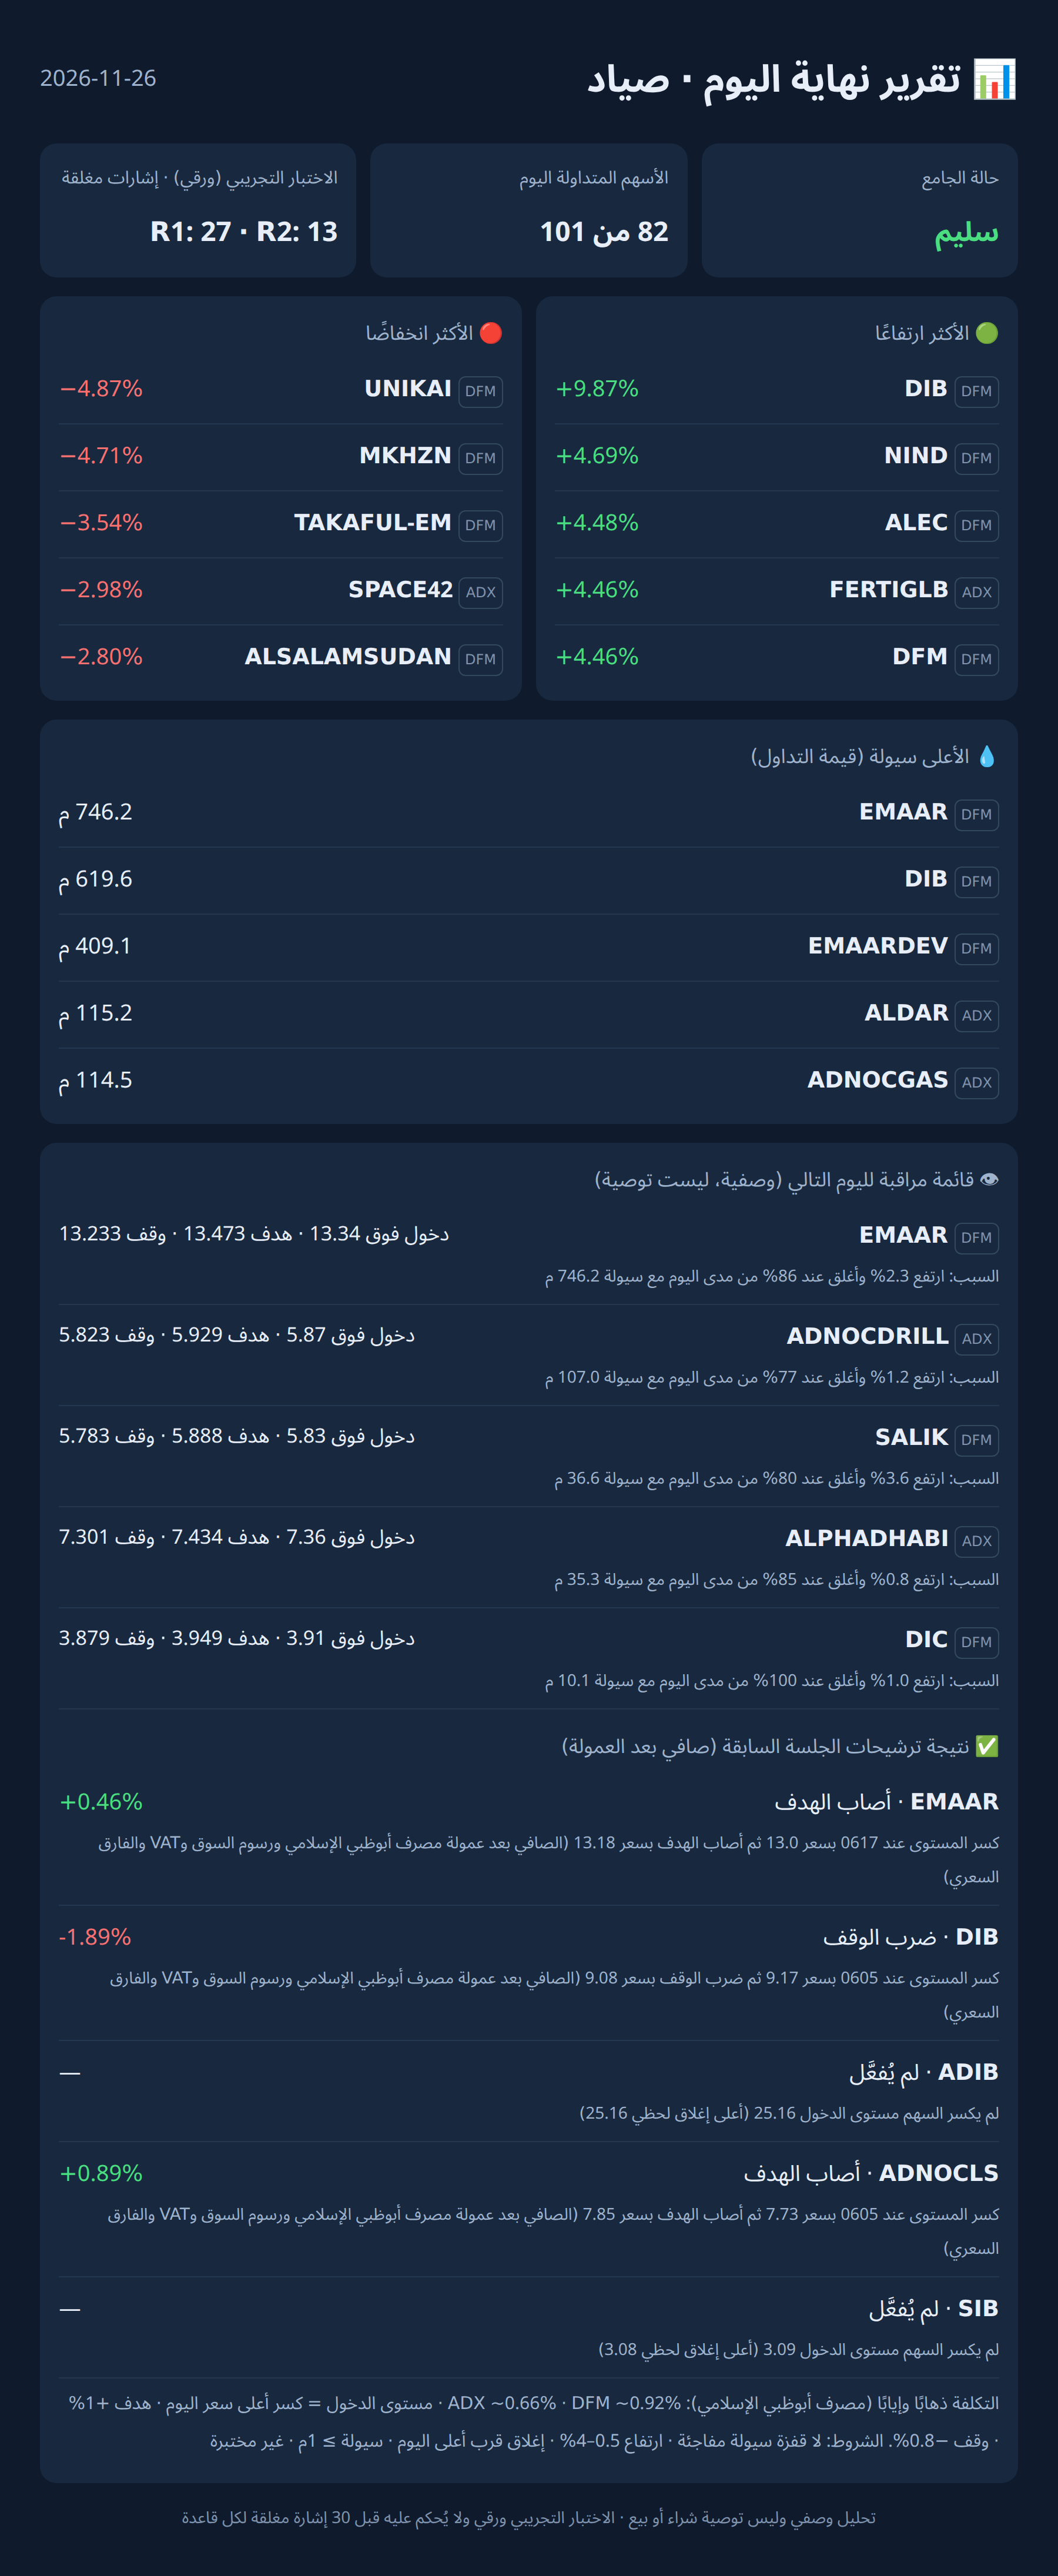 📊 تقرير نهاية اليوم · صياد
2026-11-26
حالة الجامع
سليم
الأسهم المتداولة اليوم
82 من 101
الاختبار التجريبي (ورقي) · إشارات مغلقة
R1: 27 · R2: 13
🟢 الأكثر ارتفاعًا
DFM DIB +9.87%
DFM NIND +4.69%
DFM ALEC +4.48%
ADX FERTIGLB +4.46%
DFM DFM +4.46%
🔴 الأكثر انخفاضًا
DFM UNIKAI −4.87%
DFM MKHZN −4.71%
DFM TAKAFUL-EM −3.54%
ADX SPACE42 −2.98%
DFM ALSALAMSUDAN −2.80%
💧 الأعلى سيولة (قيمة التداول)
DFM EMAAR 746.2 م
DFM DIB 619.6 م
DFM EMAARDEV 409.1 م
ADX ALDAR 115.2 م
ADX ADNOCGAS 114.5 م
👁 قائمة مراقبة لليوم التالي (وصفية، ليست توصية)
DFM EMAAR دخول فوق 13.34 · هدف 13.473 · وقف 13.233
السبب: ارتفع 2.3% وأغلق عند 86% من مدى اليوم مع سيولة 746.2 م
ADX ADNOCDRILL دخول فوق 5.87 · هدف 5.929 · وقف 5.823
السبب: ارتفع 1.2% وأغلق عند 77% من مدى اليوم مع سيولة 107.0 م
DFM SALIK دخول فوق 5.83 · هدف 5.888 · وقف 5.783
السبب: ارتفع 3.6% وأغلق عند 80% من مدى اليوم مع سيولة 36.6 م
ADX ALPHADHABI دخول فوق 7.36 · هدف 7.434 · وقف 7.301
السبب: ارتفع 0.8% وأغلق عند 85% من مدى اليوم مع سيولة 35.3 م
DFM DIC دخول فوق 3.91 · هدف 3.949 · وقف 3.879
السبب: ارتفع 1.0% وأغلق عند 100% من مدى اليوم مع سيولة 10.1 م
✅ نتيجة ترشيحات الجلسة السابقة (صافي بعد العمولة)
EMAAR · أصاب الهدف +0.46%
كسر المستوى عند 0617 بسعر 13.0 ثم أصاب الهدف بسعر 13.18 (الصافي بعد عمولة مصرف أبوظبي الإسلامي ورسوم السوق وVAT والفارق
السعري)
DIB · ضرب الوقف -1.89%
كسر المستوى عند 0605 بسعر 9.17 ثم ضرب الوقف بسعر 9.08 (الصافي بعد عمولة مصرف أبوظبي الإسلامي ورسوم السوق وVAT والفارق
السعري)
ADIB · لم يُفعَّل —
لم يكسر السهم مستوى الدخول 25.16 (أعلى إغلاق لحظي 25.16)
ADNOCLS · أصاب الهدف +0.89%
كسر المستوى عند 0605 بسعر 7.73 ثم أصاب الهدف بسعر 7.85 (الصافي بعد عمولة مصرف أبوظبي الإسلامي ورسوم السوق وVAT والفارق
السعري)
SIB · لم يُفعَّل —
لم يكسر السهم مستوى الدخول 3.09 (أعلى إغلاق لحظي 3.08)
التكلفة ذهابًا وإيابًا (مصرف أبوظبي الإسلامي): ADX ~0.66% · DFM ~0.92% · مستوى الدخول = كسر أعلى سعر اليوم · هدف +1%
· وقف −0.8%. الشروط: لا قفزة سيولة مفاجئة · ارتفاع 0.5–4% · إغلاق قرب أعلى اليوم · سيولة ≥ 1م · غير مختبرة
تحليل وصفي وليس توصية شراء أو بيع · الاختبار التجريبي ورقي ولا يُحكم عليه قبل 30 إشارة مغلقة لكل قاعدة